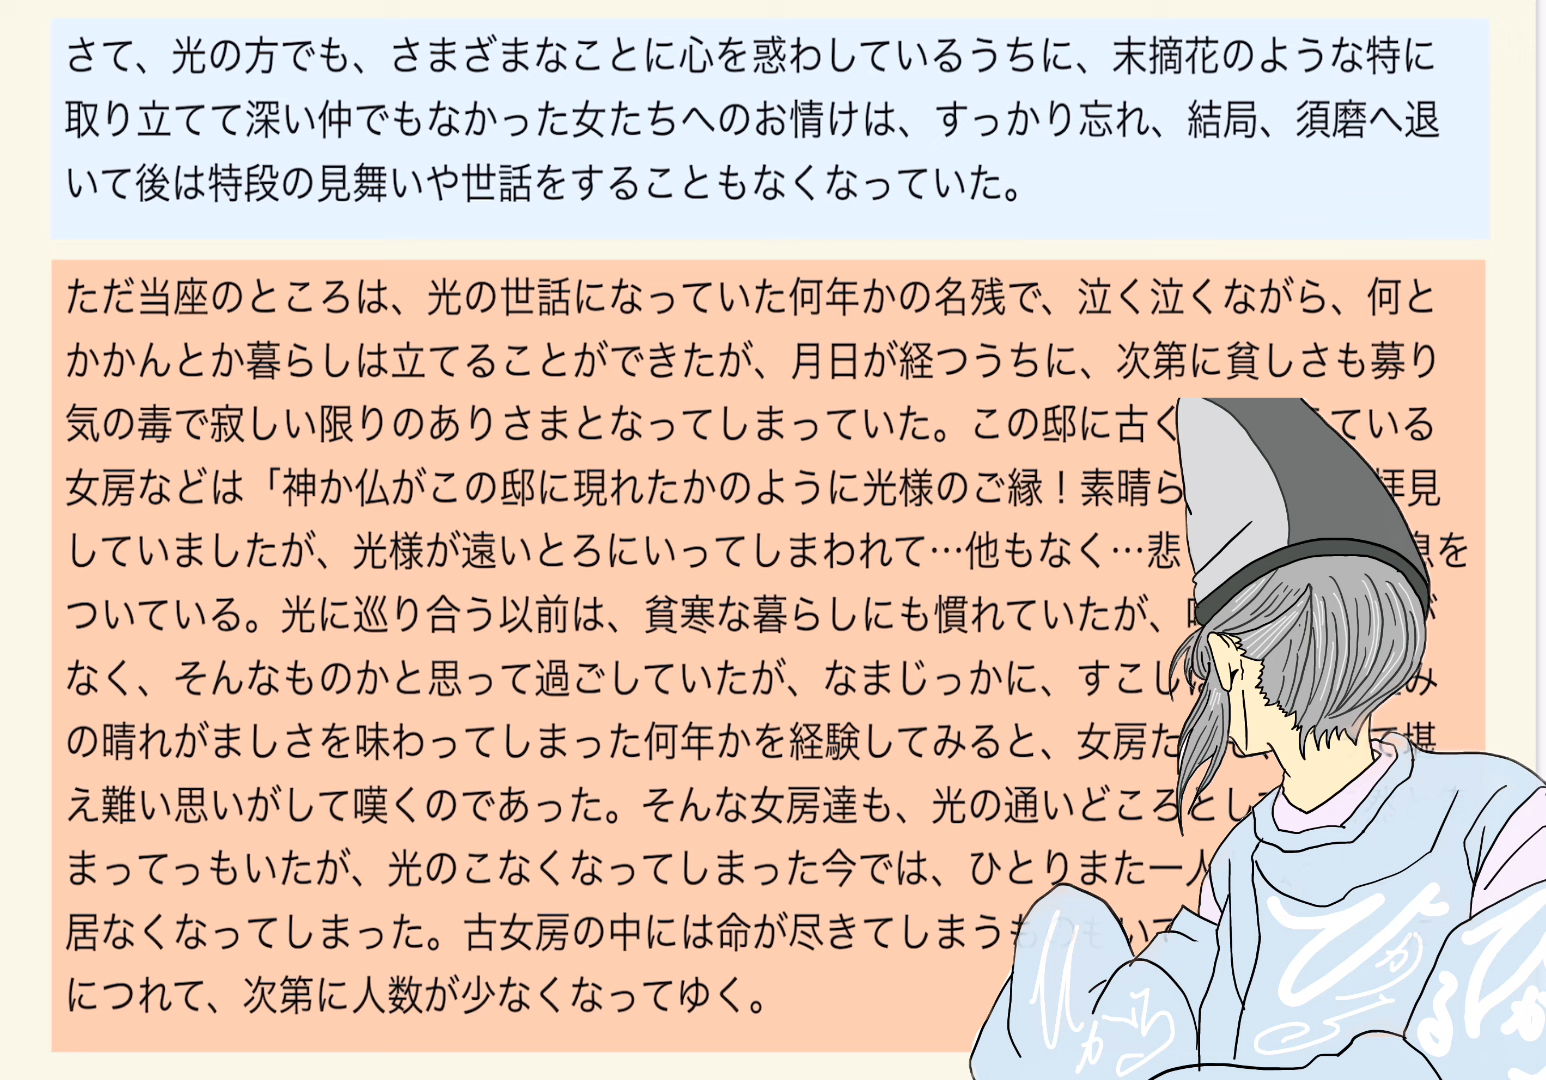 さて、光の方でも、さまざまなことに心を惑わしているうちに、末摘花のような特に
取り立てて深い仲でもなかった女たちへのお情けは、すっかり忘れ、結局、須磨へ退
いて後は特段の見舞いや世話をすることもなくなっていた。
ただ当座のところは、光の世話になっていた何年かの名残で、泣く泣くながら、何と
かかんとか暮らしは立てることができたが、月日が経つうちに、次第に貧しさも募り
気の毒で寂しい限りのありさまとなってしまっていた。この邸に古く ている
女房などは「神か仏がこの邸に現れたかのように光様のご縁！素晴ら 拝見
していましたが、光様が遠いとろにいってしまわれて…他もなく…悲 息を
ついている。光に巡り合う以前は、貧寒な暮らしにも慣れていたが、 が
なく、そんなものかと思って過ごしていたが、なまじっかに、すこし み
の晴れがましさを味わってしまった何年かを経験してみると、女房た て堪
え難い思いがして嘆くのであった。そんな女房達も、光の通いどころとし
まってっもいたが、光のこなくなってしまった今では、ひとりまた一人
居なくなってしまった。古女房の中には命が尽きてしまうものもいて
につれて、次第に人数が少なくなってゆく。
ひか
る